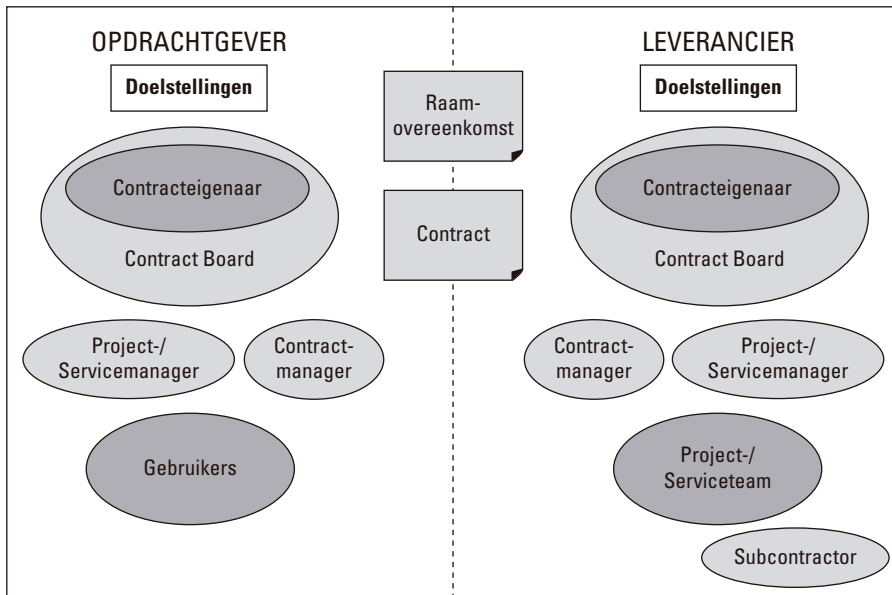 OPDRACHTGEVER
Doelstellingen
Contracteigenaar
Contract Board
Project-/
Servicemanager
Contract-
manager
Gebruikers
Raam-
overeenkomst
Contract
LEVERANCIER
Doelstellingen
Contracteigenaar
Contract Board
Contract-
manager
Project-/
Servicemanager
Project-/
Serviceteam
Subcontractor